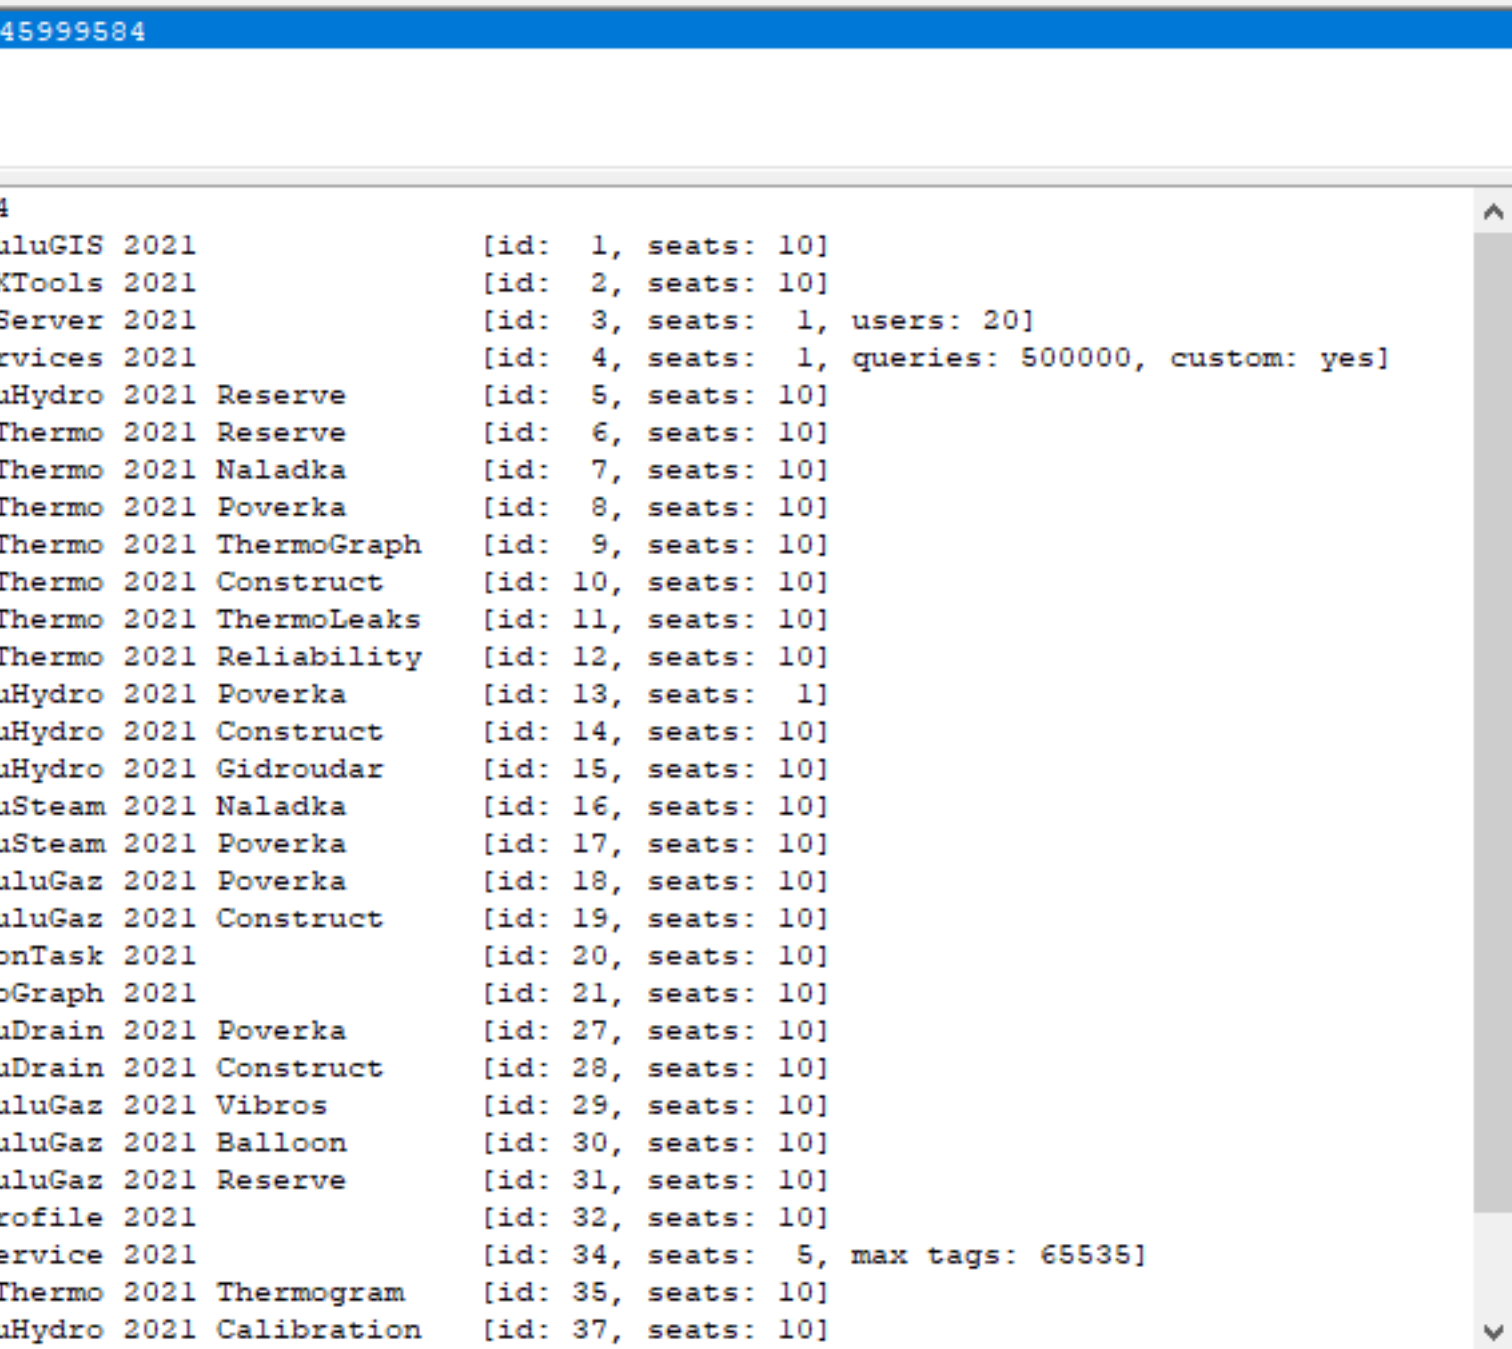 45999584
4
uluGIS 2021 [id: 1, seats: 10]
XTools 2021 [id: 2, seats: 10]
Server 2021 [id: 3, seats: 1, users: 20]
rvices 2021 [id: 4, seats: 1, queries: 500000, custom: yes]
uHydro 2021 Reserve [id: 5, seats: 10]
Thermo 2021 Reserve [id: 6, seats: 10]
Thermo 2021 Naladka [id: 7, seats: 10]
Thermo 2021 Poverka [id: 8, seats: 10]
Thermo 2021 ThermoGraph [id: 9, seats: 10]
Thermo 2021 Construct [id: 10, seats: 10]
Thermo 2021 ThermoLeaks [id: 11, seats: 10]
Thermo 2021 Reliability [id: 12, seats: 10]
uHydro 2021 Poverka [id: 13, seats: 1]
uHydro 2021 Construct [id: 14, seats: 10]
uHydro 2021 Gidroudar [id: 15, seats: 10]
uSteam 2021 Naladka [id: 16, seats: 10]
uSteam 2021 Poverka [id: 17, seats: 10]
uluGaz 2021 Poverka [id: 18, seats: 10]
uluGaz 2021 Construct [id: 19, seats: 10]
onTask 2021 [id: 20, seats: 10]
oGraph 2021 [id: 21, seats: 10]
uDrain 2021 Poverka [id: 27, seats: 10]
uDrain 2021 Construct [id: 28, seats: 10]
uluGaz 2021 Vibros [id: 29, seats: 10]
uluGaz 2021 Balloon [id: 30, seats: 10]
uluGaz 2021 Reserve [id: 31, seats: 10]
rofile 2021 [id: 32, seats: 10]
ervice 2021 [id: 34, seats: 5, max tags: 65535]
Thermo 2021 Thermogram [id: 35, seats: 10]
uHydro 2021 Calibration [id: 37, seats: 10]